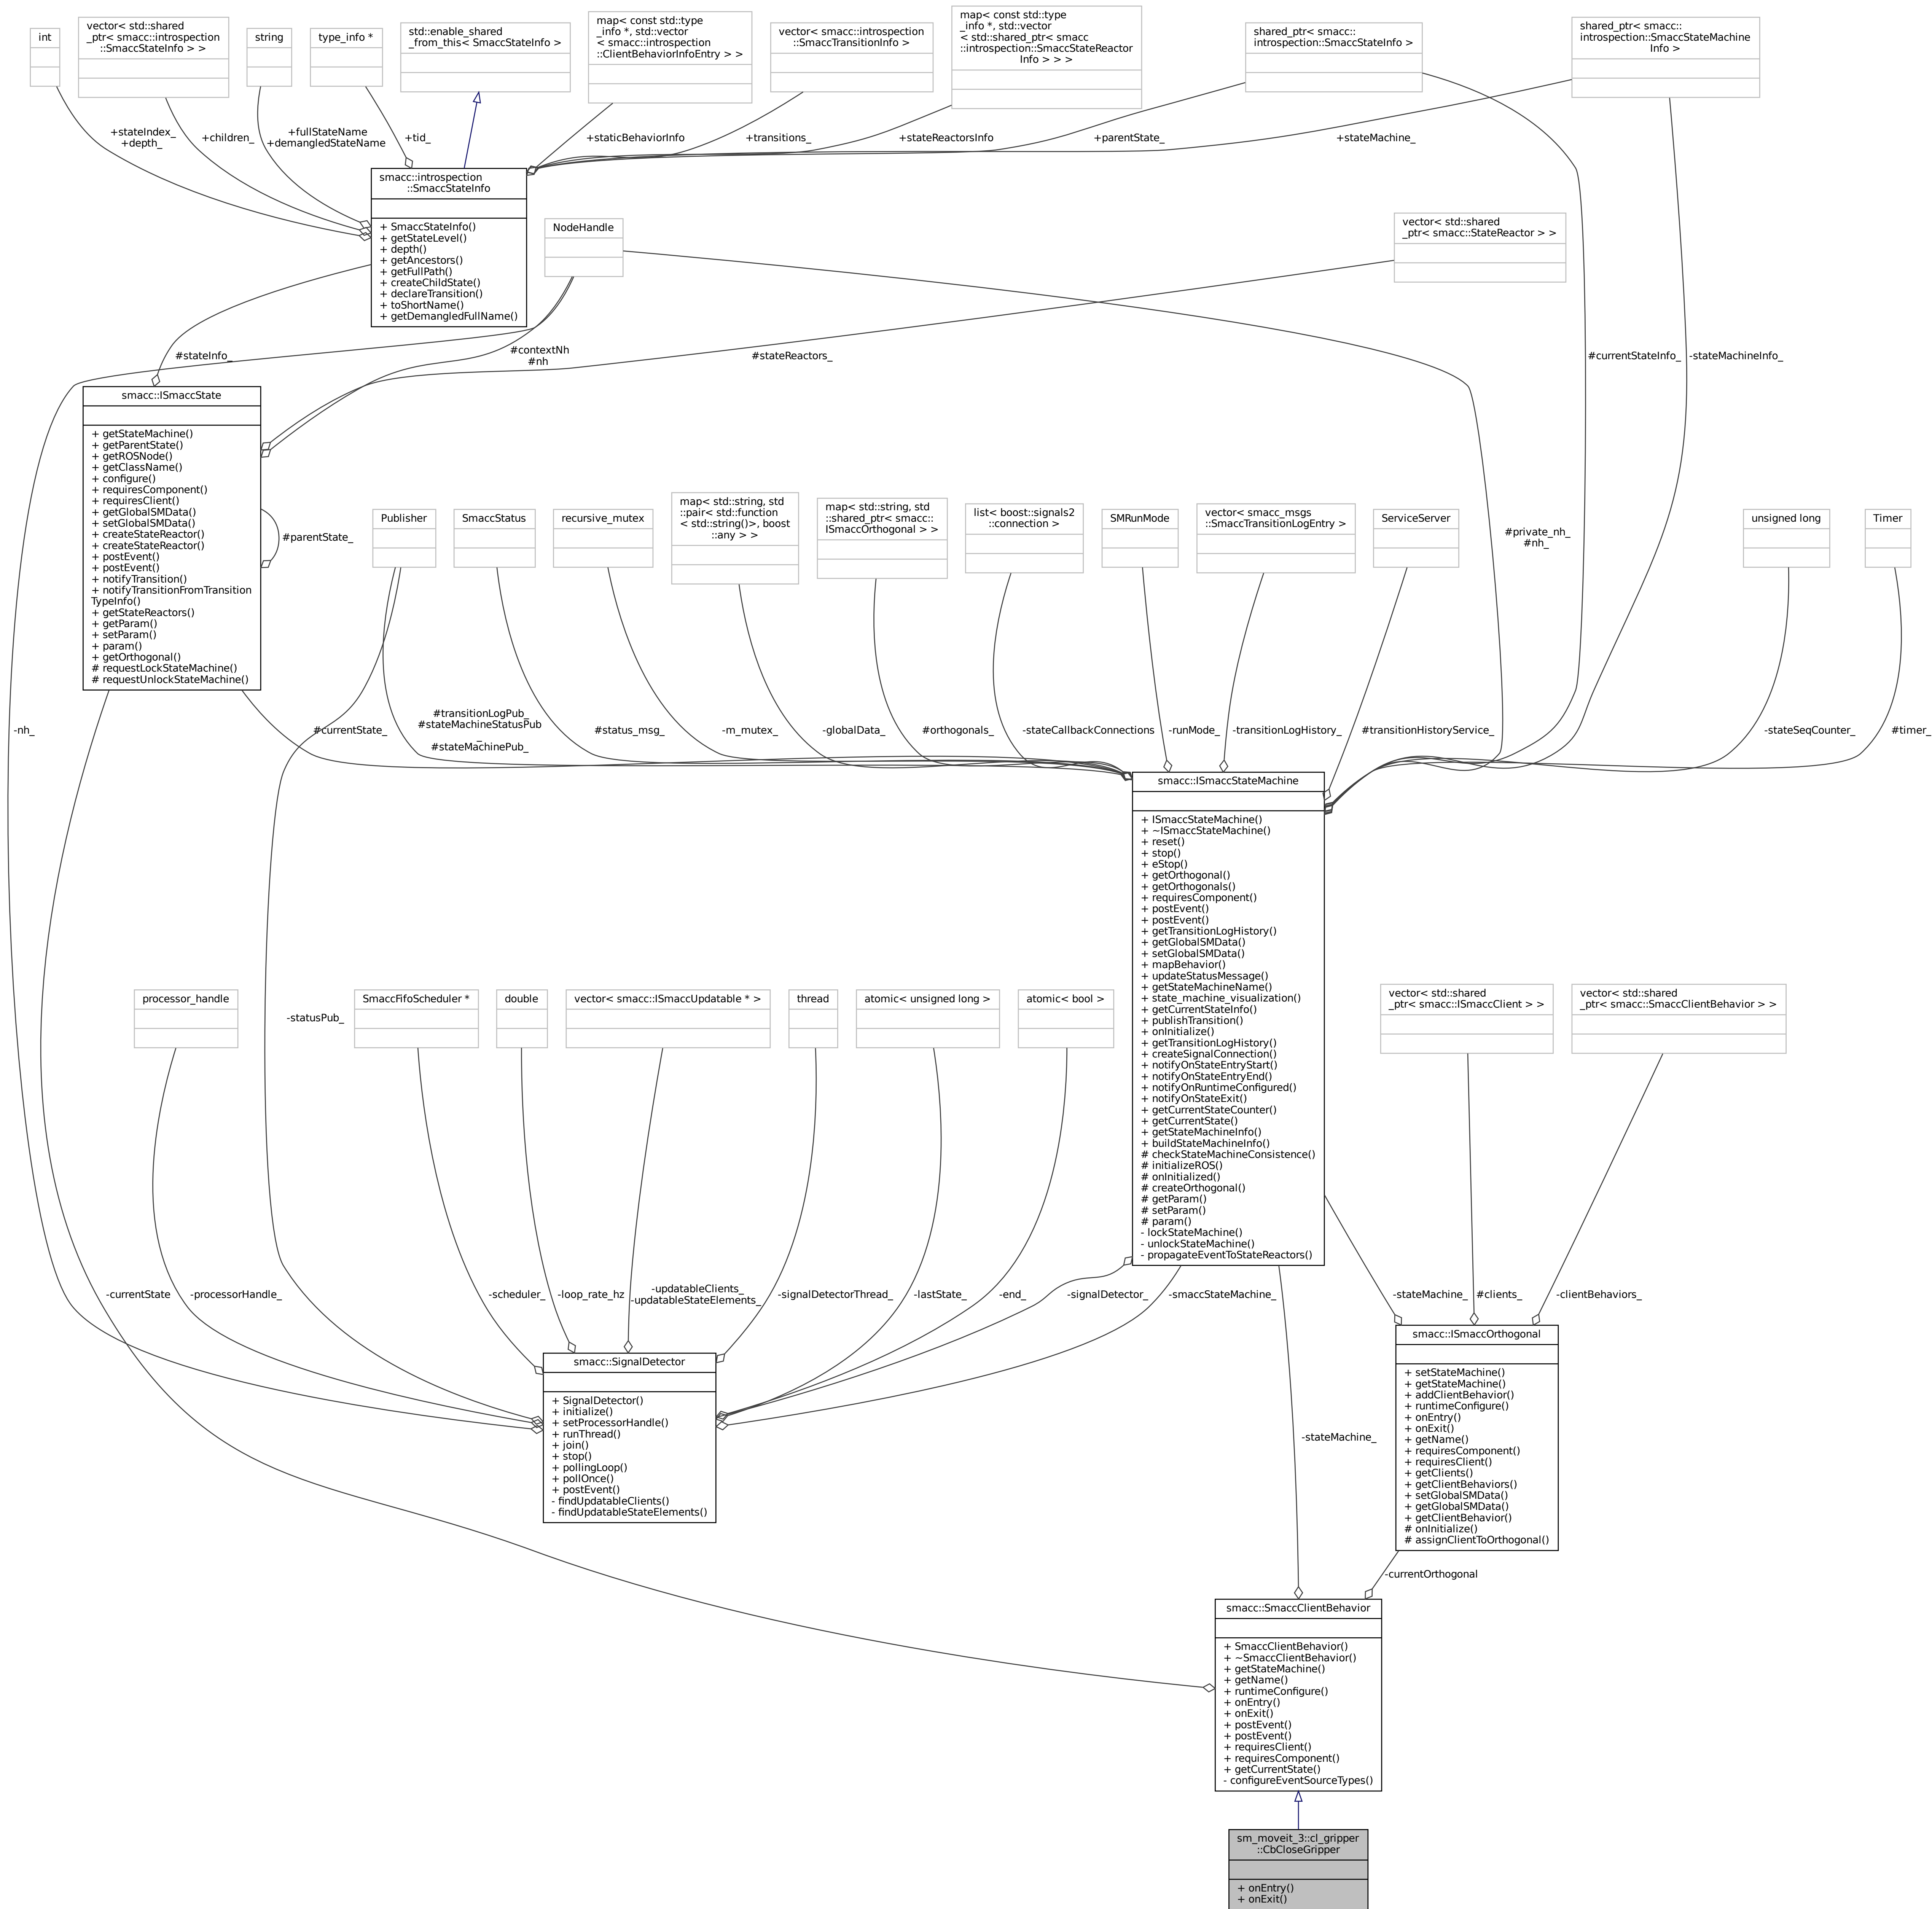 int
vector< std::shared
_ptr< smacc::introspection
::SmaccStateInfo > >
string
type_info *
std::enable_shared
_from_this< SmaccStateInfo >
map< const std::type
_info *, std::vector
< smacc::introspection
::ClientBehaviorInfoEntry > >
vector< smacc::introspection
::SmaccTransitionInfo >
map< const std::type
_info *, std::vector
< std::shared_ptr< smacc
::introspection::SmaccStateReactor
Info > > >
shared_ptr< smacc::
introspection::SmaccStateInfo >
shared_ptr< smacc::
introspection::SmaccStateMachine
Info >
+stateIndex_
+depth_
+children_
+fullStateName
+demangledStateName
+tid_
+staticBehaviorInfo
+transitions_
+stateReactorsInfo
+parentState_
+stateMachine_
smacc::introspection
::SmaccStateInfo
+ SmaccStateInfo()
+ getStateLevel()
+ depth()
+ getAncestors()
+ getFullPath()
+ createChildState()
+ declareTransition()
+ toShortName()
+ getDemangledFullName()
NodeHandle
vector< std::shared
_ptr< smacc::StateReactor > >
#stateInfo_
#contextNh
#nh
#stateReactors_
#currentStateInfo_
-stateMachineInfo_
smacc::ISmaccState
+ getStateMachine()
+ getParentState()
+ getROSNode()
+ getClassName()
+ configure()
+ requiresComponent()
+ requiresClient()
+ getGlobalSMData()
+ setGlobalSMData()
+ createStateReactor()
+ createStateReactor()
+ postEvent()
+ postEvent()
+ notifyTransition()
+ notifyTransitionFromTransition
TypeInfo()
+ getStateReactors()
+ getParam()
+ setParam()
+ param()
+ getOrthogonal()
# requestLockStateMachine()
# requestUnlockStateMachine()
#parentState_
Publisher
SmaccStatus
recursive_mutex
map< std::string, std
::pair< std::function
< std::string()>, boost
::any > >
map< std::string, std
::shared_ptr< smacc::
ISmaccOrthogonal > >
list< boost::signals2
::connection >
SMRunMode
vector< smacc_msgs
::SmaccTransitionLogEntry >
ServiceServer
#private_nh_
#nh_
unsigned long
Timer
-nh_
#currentState_
#transitionLogPub_
#stateMachineStatusPub
_
#stateMachinePub_
#status_msg_
-m_mutex_
-globalData_
#orthogonals_
-stateCallbackConnections
-runMode_
-transitionLogHistory_
#transitionHistoryService_
-stateSeqCounter_
#timer_
smacc::ISmaccStateMachine
+ ISmaccStateMachine()
+ ~ISmaccStateMachine()
+ reset()
+ stop()
+ eStop()
+ getOrthogonal()
+ getOrthogonals()
+ requiresComponent()
+ postEvent()
+ postEvent()
+ getTransitionLogHistory()
+ getGlobalSMData()
+ setGlobalSMData()
+ mapBehavior()
+ updateStatusMessage()
+ getStateMachineName()
+ state_machine_visualization()
+ getCurrentStateInfo()
+ publishTransition()
+ onInitialize()
+ getTransitionLogHistory()
+ createSignalConnection()
+ notifyOnStateEntryStart()
+ notifyOnStateEntryEnd()
+ notifyOnRuntimeConfigured()
+ notifyOnStateExit()
+ getCurrentStateCounter()
+ getCurrentState()
+ getStateMachineInfo()
+ buildStateMachineInfo()
# checkStateMachineConsistence()
# initializeROS()
# onInitialized()
# createOrthogonal()
# getParam()
# setParam()
# param()
- lockStateMachine()
- unlockStateMachine()
- propagateEventToStateReactors()
processor_handle
-statusPub_
SmaccFifoScheduler *
double
vector< smacc::ISmaccUpdatable * >
thread
atomic< unsigned long >
atomic< bool >
vector< std::shared
_ptr< smacc::ISmaccClient > >
vector< std::shared
_ptr< smacc::SmaccClientBehavior > >
-currentState
-processorHandle_
-scheduler_
-loop_rate_hz
-updatableClients_
-updatableStateElements_
-signalDetectorThread_
-lastState_
-end_
-signalDetector_
-smaccStateMachine_
-stateMachine_
#clients_
-clientBehaviors_
smacc::SignalDetector
+ SignalDetector()
+ initialize()
+ setProcessorHandle()
+ runThread()
+ join()
+ stop()
+ pollingLoop()
+ pollOnce()
+ postEvent()
- findUpdatableClients()
- findUpdatableStateElements()
smacc::ISmaccOrthogonal
+ setStateMachine()
+ getStateMachine()
+ addClientBehavior()
+ runtimeConfigure()
+ onEntry()
+ onExit()
+ getName()
+ requiresComponent()
+ requiresClient()
+ getClients()
+ getClientBehaviors()
+ setGlobalSMData()
+ getGlobalSMData()
+ getClientBehavior()
# onInitialize()
# assignClientToOrthogonal()
-stateMachine_
-currentOrthogonal
smacc::SmaccClientBehavior
+ SmaccClientBehavior()
+ ~SmaccClientBehavior()
+ getStateMachine()
+ getName()
+ runtimeConfigure()
+ onEntry()
+ onExit()
+ postEvent()
+ postEvent()
+ requiresClient()
+ requiresComponent()
+ getCurrentState()
- configureEventSourceTypes()
sm_moveit_3::cl_gripper
::CbCloseGripper
+ onEntry()
+ onExit()